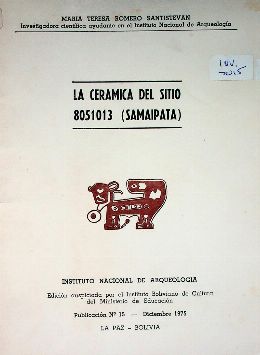 MARIA TERESA ROMERO SANTISTEVAN
Investigadora científica ayudante en el Instituto Nacional de Arqueología
INV.
LA CERAMICA DEL SITIO
8051013 (SAMAIPATA)
INSTITUTO NACIONAL DE ARQUEOLOGIA
Edición auspiciada por el Instituto Boliviano de Cultura
del Ministerio de Educación
Publicación Nº 15 — Diciembre 1975
LA PAZ - BOLIVIA